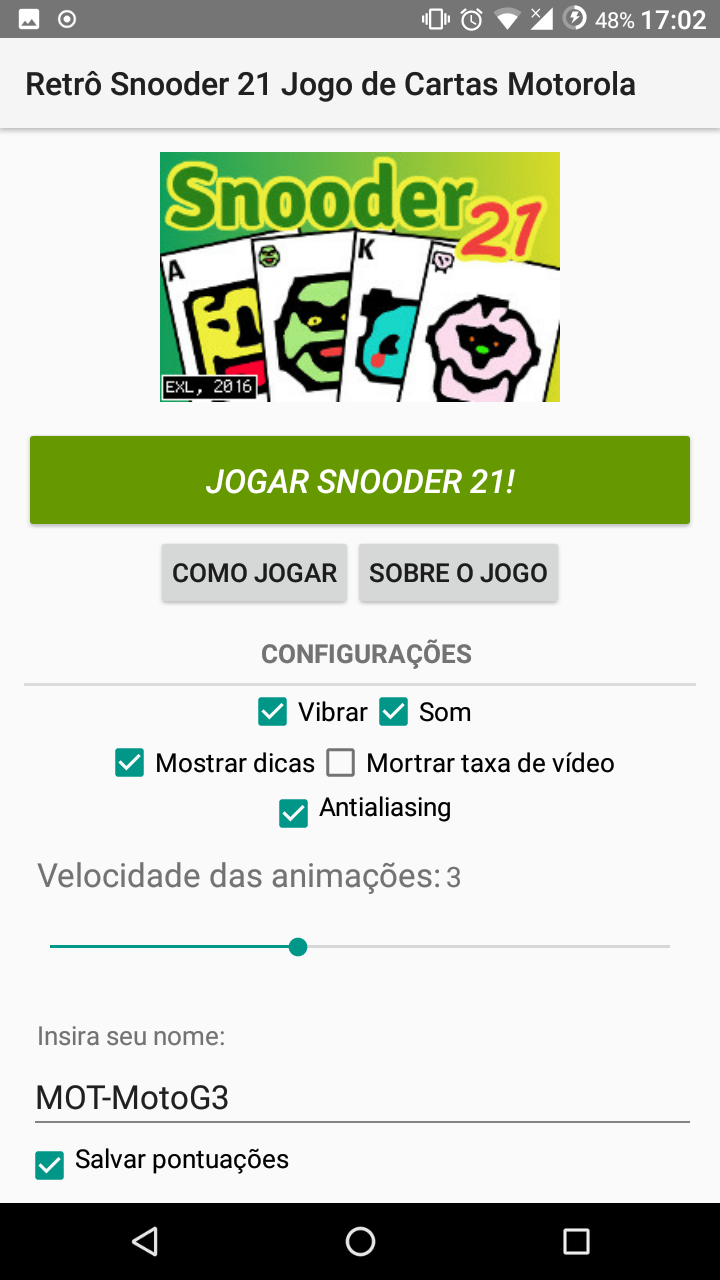 48% 17:02
Retrô Snooder 21 Jogo de Cartas Motorola
Snooder
21
A
K
EXL, 2016
JOGAR SNOODER 21!
COMO JOGAR SOBRE O JOGO
CONFIGURAÇÕES
Vibrar Som
Mostrar dicas Mortrar taxa de vídeo
Antialiasing
Velocidade das animações: 3
Insira seu nome:
MOT-MotoG3
Salvar pontuações